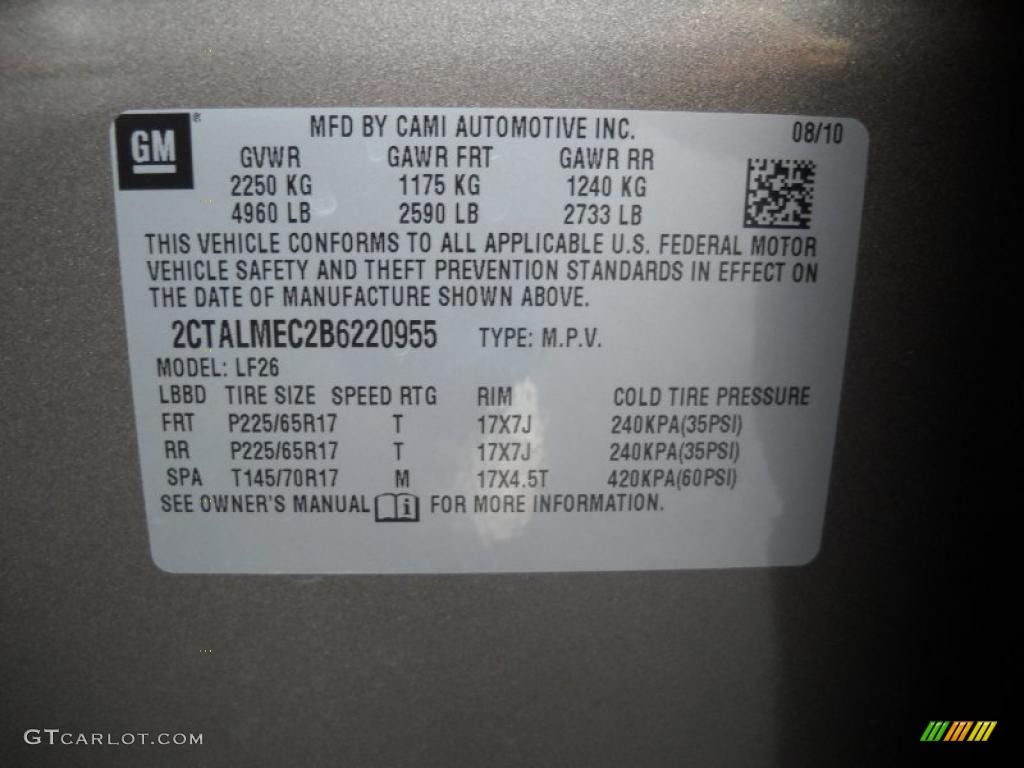 GM®
MFD BY CAMI AUTOMOTIVE INC. 08/10
GVWR GAWR FRT GAWR RR
2250 KG 1175 KG 1240 KG
4960 LB 2590 LB 2733 LB
THIS VEHICLE CONFORMS TO ALL APPLICABLE U.S. FEDERAL MOTOR
VEHICLE SAFETY AND THEFT PREVENTION STANDARDS IN EFFECT ON
THE DATE OF MANUFACTURE SHOWN ABOVE.
2CTALMEC2B6220955 TYPE: M.P.V.
MODEL: LF26
LBBD TIRE SIZE SPEED RTG RIM COLD TIRE PRESSURE
FRT P225/65R17 T 17X7J 240KPA(35PSI)
RR P225/65R17 T 17X7J 240KPA(35PSI)
SPA T145/70R17 M 17X4.5T 420KPA(60PSI)
SEE OWNER'S MANUAL i FOR MORE INFORMATION.
GTCARLOT.COM